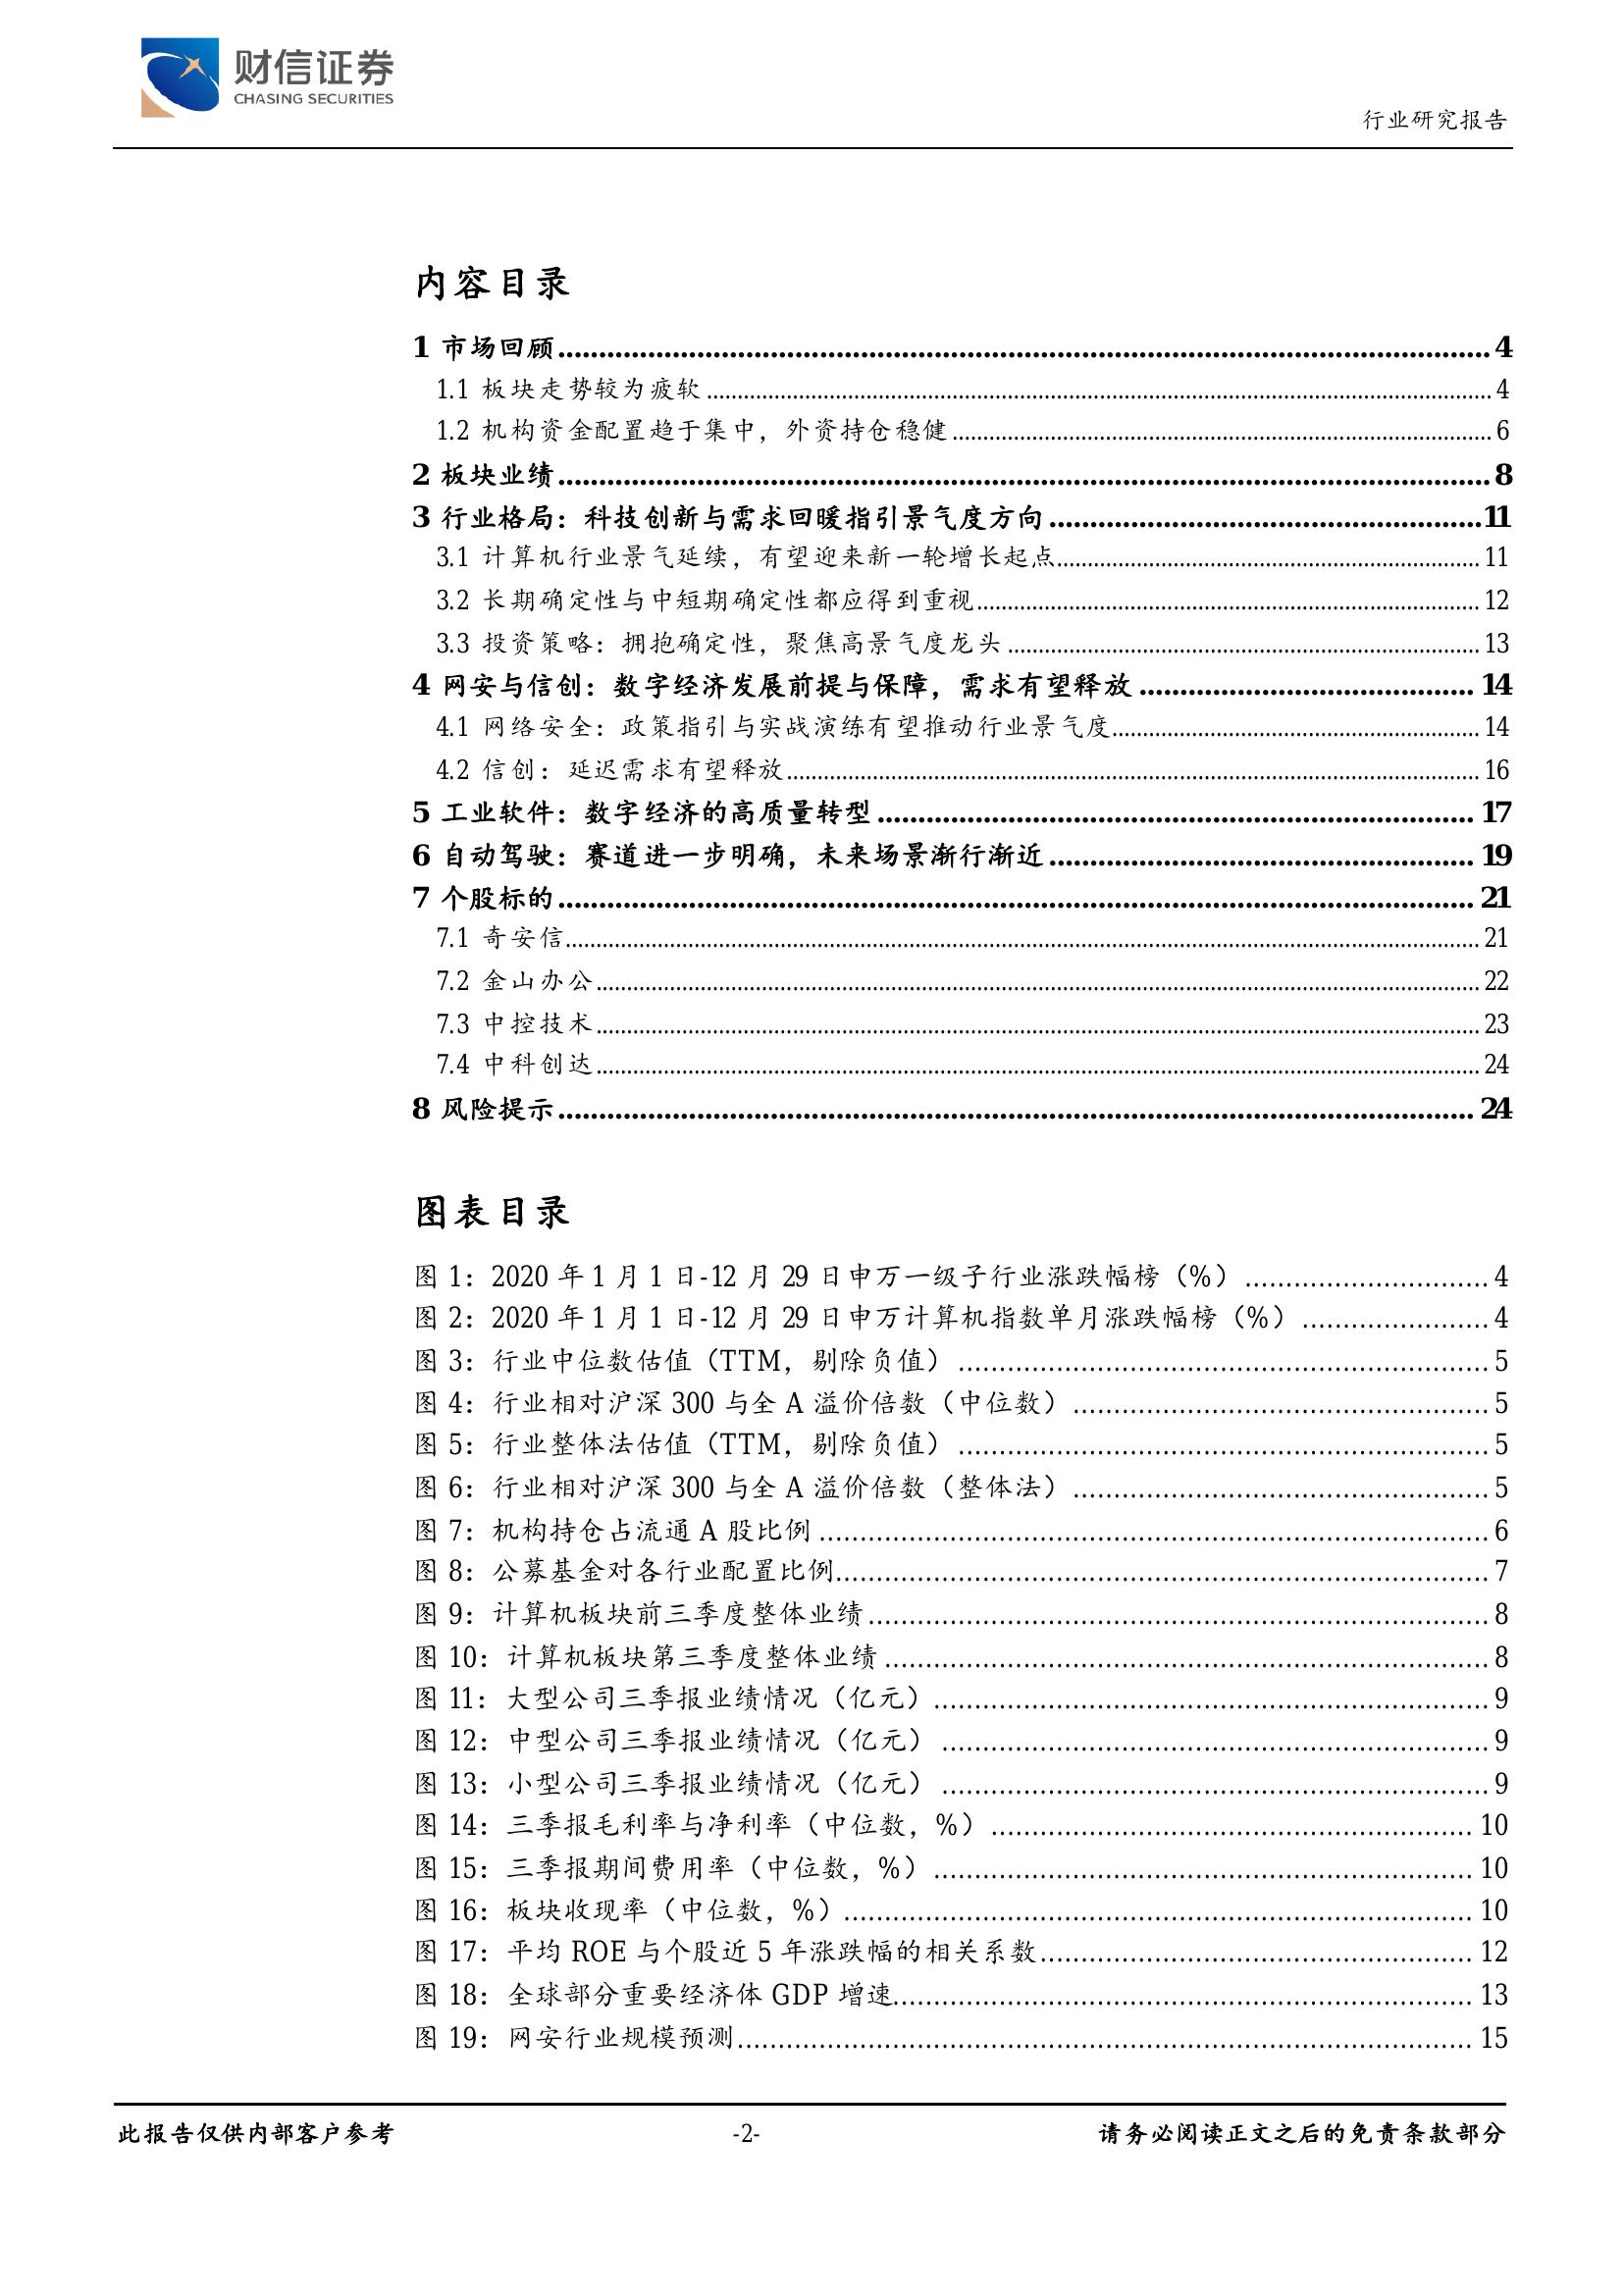 财信证券
CHASING SECURITIES
行业研究报告
内容目录
1 市场回顾........................................4
1.1 板块走势较为疲软........................................4
1.2 机构资金配置趋于集中，外资持仓稳健........................................6
2 板块业绩........................................8
3 行业格局：科技创新与需求回暖指引景气度方向........................................11
3.1 计算机行业景气延续，有望迎来新一轮增长起点........................................11
3.2 长期确定性与中短期确定性都应得到重视........................................12
3.3 投资策略：拥抱确定性，聚焦高景气度龙头........................................13
4 网安与信创：数字经济发展前提与保障，需求有望释放........................................14
4.1 网络安全：政策指引与实战演练有望推动行业景气度........................................14
4.2 信创：延迟需求有望释放........................................16
5 工业软件：数字经济的高质量转型........................................17
6 自动驾驶：赛道进一步明确，未来场景渐行渐近........................................19
7 个股标的........................................21
7.1 奇安信........................................21
7.2 金山办公........................................22
7.3 中控技术........................................23
7.4 中科创达........................................24
8 风险提示........................................24
图表目录
图 1：2020 年 1 月 1 日-12 月 29 日申万一级子行业涨跌幅榜（%）........................................4
图 2：2020 年 1 月 1 日-12 月 29 日申万计算机指数单月涨跌幅榜（%）........................................4
图 3：行业中位数估值（TTM，剔除负值）........................................5
图 4：行业相对沪深 300 与全 A 溢价倍数（中位数）........................................5
图 5：行业整体法估值（TTM，剔除负值）........................................5
图 6：行业相对沪深 300 与全 A 溢价倍数（整体法）........................................5
图 7：机构持仓占流通 A 股比例........................................6
图 8：公募基金对各行业配置比例........................................7
图 9：计算机板块前三季度整体业绩........................................8
图 10：计算机板块第三季度整体业绩........................................8
图 11：大型公司三季报业绩情况（亿元）........................................9
图 12：中型公司三季报业绩情况（亿元）........................................9
图 13：小型公司三季报业绩情况（亿元）........................................9
图 14：三季报毛利率与净利率（中位数，%）........................................10
图 15：三季报期间费用率（中位数，%）........................................10
图 16：板块收现率（中位数，%）........................................10
图 17：平均 ROE 与个股近 5 年涨跌幅的相关系数........................................12
图 18：全球部分重要经济体 GDP 增速........................................13
图 19：网安行业规模预测........................................15
此报告仅供内部客户参考
-2-
请务必阅读正文之后的免责条款部分